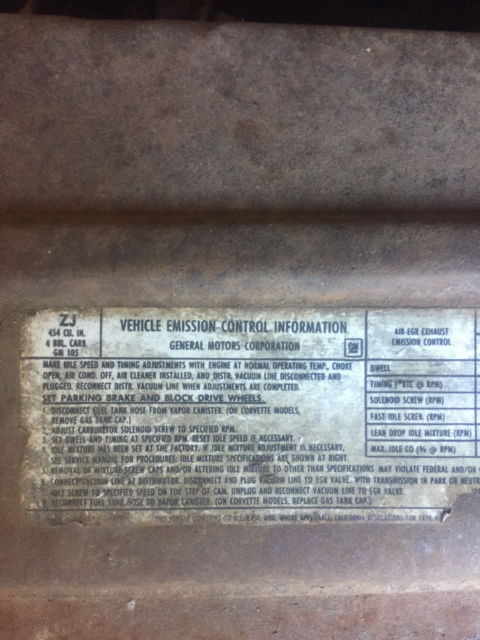 ZJ
454 CU. IN.
4 BBL. CARB.
GN 105
VEHICLE EMISSION CONTROL INFORMATION
GENERAL MOTORS CORPORATION
GM
AIR-EGR EXHAUST
EMISSION CONTROL
MAKE IDLE SPEED AND TIMING ADJUSTMENTS WITH ENGINE AT NORMAL OPERATING TEMP., CHOKE
OPEN, AIR COND. OFF, AIR CLEANER INSTALLED, AND DISTR. VACUUM LINE DISCONNECTED AND
PLUGGED. RECONNECT DISTR. VACUUM LINE WHEN ADJUSTMENTS ARE COMPLETED.
SET PARKING BRAKE AND BLOCK DRIVE WHEELS.
1. DISCONNECT FUEL TANK HOSE FROM VAPOR CANISTER. (ON CORVETTE MODELS,
REMOVE GAS TANK CAP.)
2. ADJUST CARBURETOR SOLENOID SCREW TO SPECIFIED RPM.
3. SET DWELL AND TIMING AT SPECIFIED RPM. RESET IDLE SPEED IF NECESSARY.
4. IDLE MIXTURE HAS BEEN SET AT THE FACTORY. IF IDLE MIXTURE ADJUSTMENT IS NECESSARY,
SEE SERVICE MANUAL FOR PROCEDURES: IDLE MIXTURE SPECIFICATIONS ARE SHOWN AT RIGHT.
5. REMOVAL OF MIXTURE SCREW CAPS AND/OR ALTERING IDLE MIXTURE TO OTHER THAN SPECIFICATIONS MAY VIOLATE FEDERAL AND/OR
6. CONNECT VACUUM LINE AT DISTRIBUTOR. DISCONNECT AND PLUG VACUUM LINE TO EGR VALVE. WITH TRANSMISSION IN PARK OR NEUTRA
IDLE SCREW TO SPECIFIED SPEED ON TOP STEP OF CAM. UNPLUG AND RECONNECT VACUUM LINE TO EGR VALVE.
RECONNECT FUEL TANK HOSE TO VAPOR CANISTER. (ON CORVETTE MODELS, REPLACE GAS TANK CAP.)
THIS VEHICLE CONFORMS TO U.S. E.P.A. AND, WHERE APPLICABLE, CALIFORNIA REGULATIONS FOR
DWELL
TIMING (°BTC @ RPM)
SOLENOID SCREW (RPM)
FAST IDLE SCREW. (RPM)
LEAN DROP IDLE MIXTURE (RPM)
MAX. IDLE CO (% @ RPM)